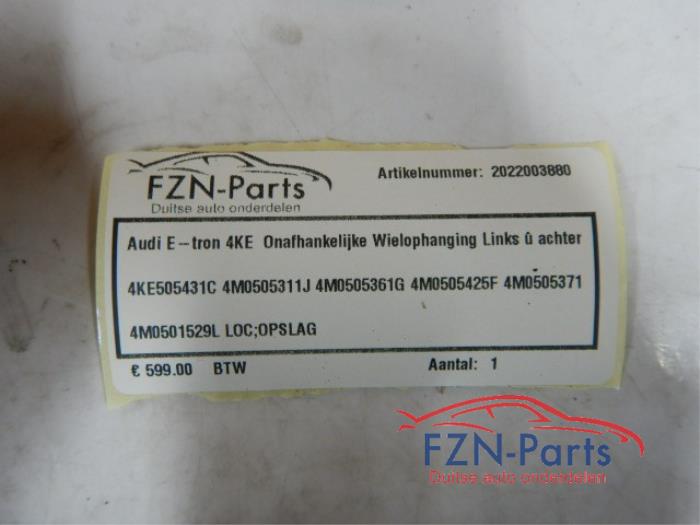 FZN-Parts
Duitse auto onderdelen
Artikelnummer: 2022003880
Audi E-tron 4KE Onafhankelijke Wielophanging Links û achter
4KE505431C 4M0505311J 4M0505361G 4M0505425F 4M0505371
4M0501529L LOC;OPSLAG
€ 599.00 BTW Aantal: 1
FZN-Parts
Duitse auto onderdelen